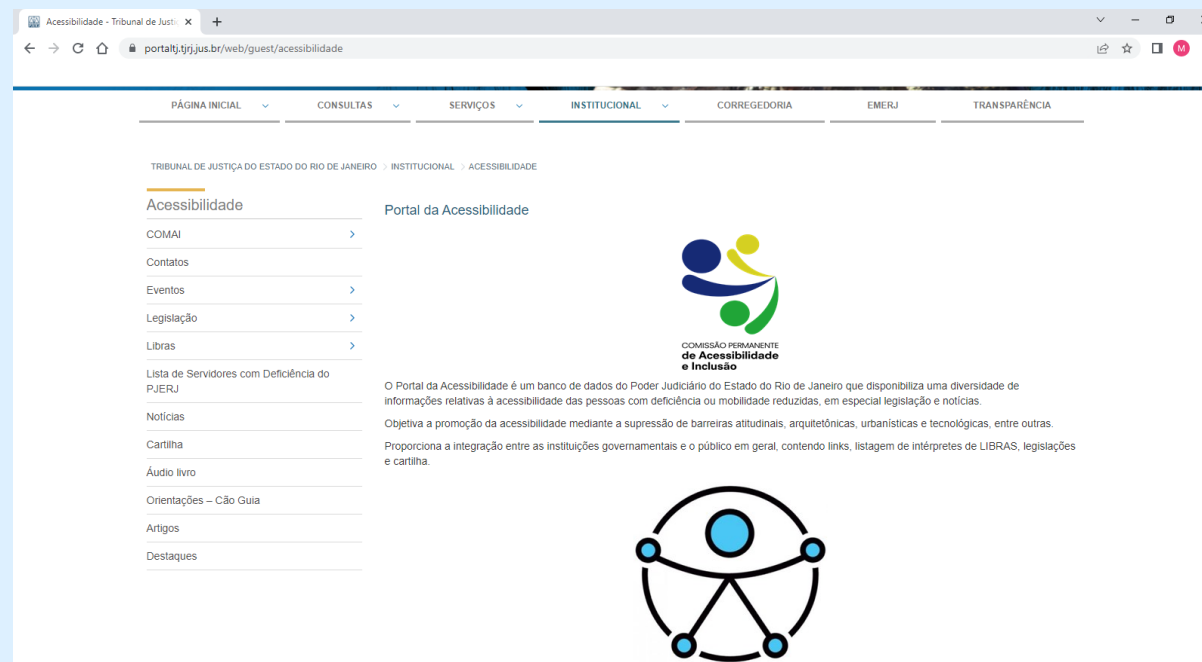 Acessibilidade - Tribunal de Justi
portaltj.tjrj.jus.br/web/guest/acessibilidade
M
PÁGINA INICIAL CONSULTAS SERVIÇOS INSTITUCIONAL CORREGEDORIA EMERJ TRANSPARÊNCIA
TRIBUNAL DE JUSTIÇA DO ESTADO DO RIO DE JANEIRO > INSTITUCIONAL > ACESSIBILIDADE
Acessibilidade
COMAI
Contatos
Eventos
Legislação
Libras
Lista de Servidores com Deficiência do
PJERJ
Notícias
Cartilha
Áudio livro
Orientações – Cão Guia
Artigos
Destaques
Portal da Acessibilidade
COMISSÃO PERMANENTE
de Acessibilidade
e Inclusão
O Portal da Acessibilidade é um banco de dados do Poder Judiciário do Estado do Rio de Janeiro que disponibiliza uma diversidade de
informações relativas à acessibilidade das pessoas com deficiência ou mobilidade reduzidas, em especial legislação e notícias.
Objetiva a promoção da acessibilidade mediante a supressão de barreiras atitudinais, arquitetônicas, urbanísticas e tecnológicas, entre outras.
Proporciona a integração entre as instituições governamentais e o público em geral, contendo links, listagem de intérpretes de LIBRAS, legislações
e cartilha.